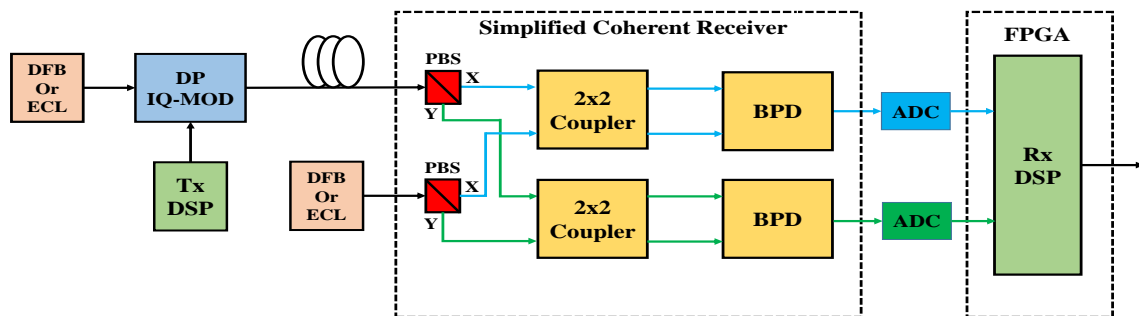 Simplified Coherent Receiver
FPGA
DFB
Or
ECL
DP
IQ-MOD
Tx
DSP
DFB
Or
ECL
PBS
X
Y
PBS
X
Y
2x2
Coupler
BPD
ADC
2x2
Coupler
BPD
ADC
Rx
DSP